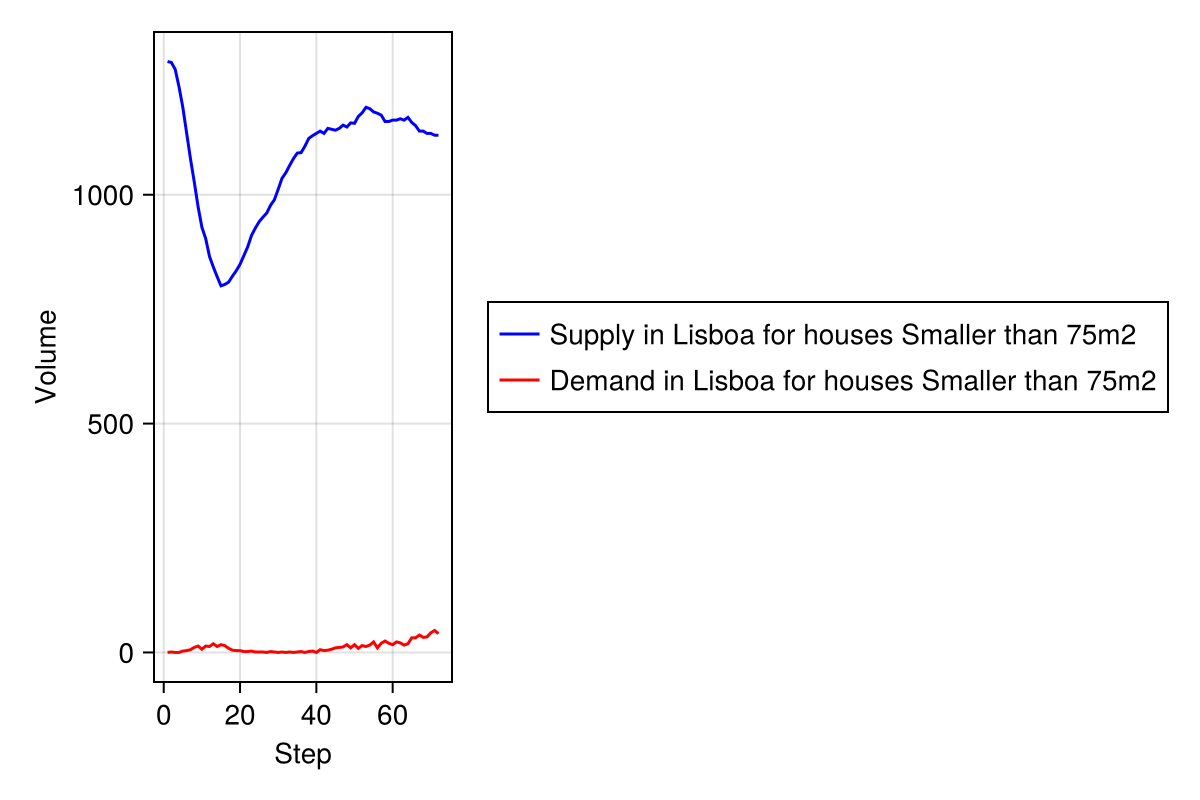 Volume
1000
500
0
0 20 40 60
Step
Supply in Lisboa for houses Smaller than 75m2
Demand in Lisboa for houses Smaller than 75m2